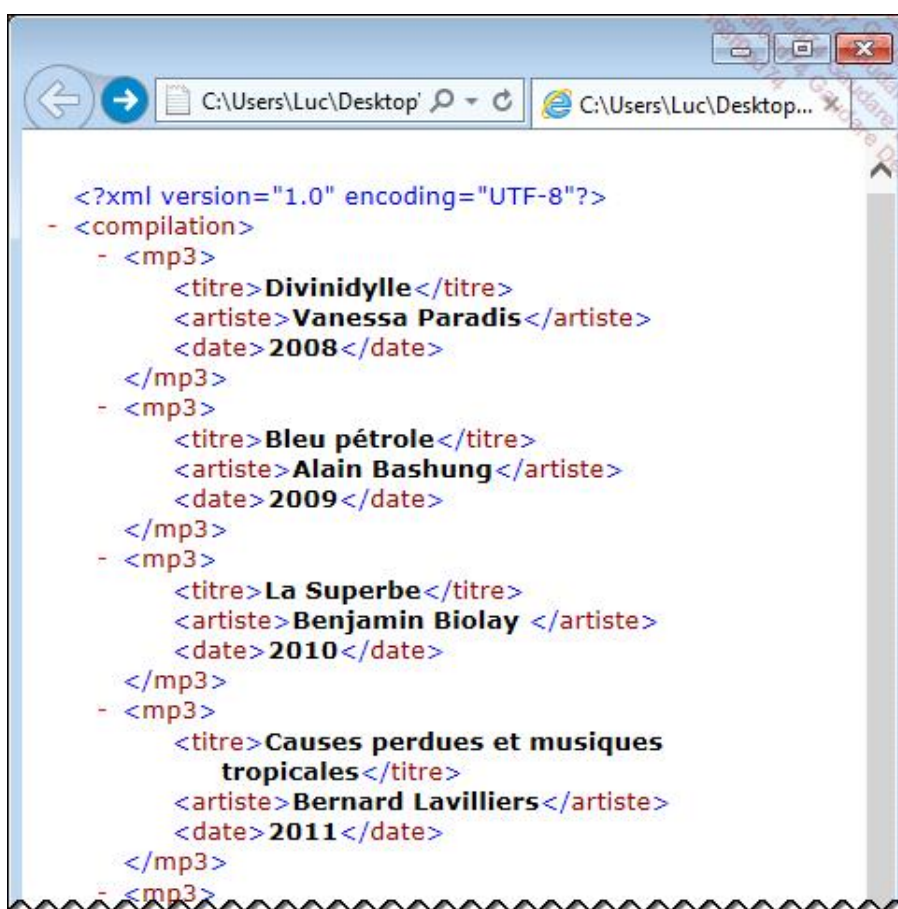 C:\Users\Luc\Desktop
C:\Users\Luc\Desktop...
<?xml version="1.0" encoding="UTF-8"?>
- <compilation>
- <mp3>
<titre>Divinidylle</titre>
<artiste>Vanessa Paradis</artiste>
<date>2008</date>
</mp3>
- <mp3>
<titre>Bleu pétrole</titre>
<artiste>Alain Bashung</artiste>
<date>2009</date>
</mp3>
- <mp3>
<titre>La Superbe</titre>
<artiste>Benjamin Biolay </artiste>
<date>2010</date>
</mp3>
- <mp3>
<titre>Causes perdues et musiques
tropicales</titre>
<artiste>Bernard Lavilliers</artiste>
<date>2011</date>
</mp3>
- <mp3>